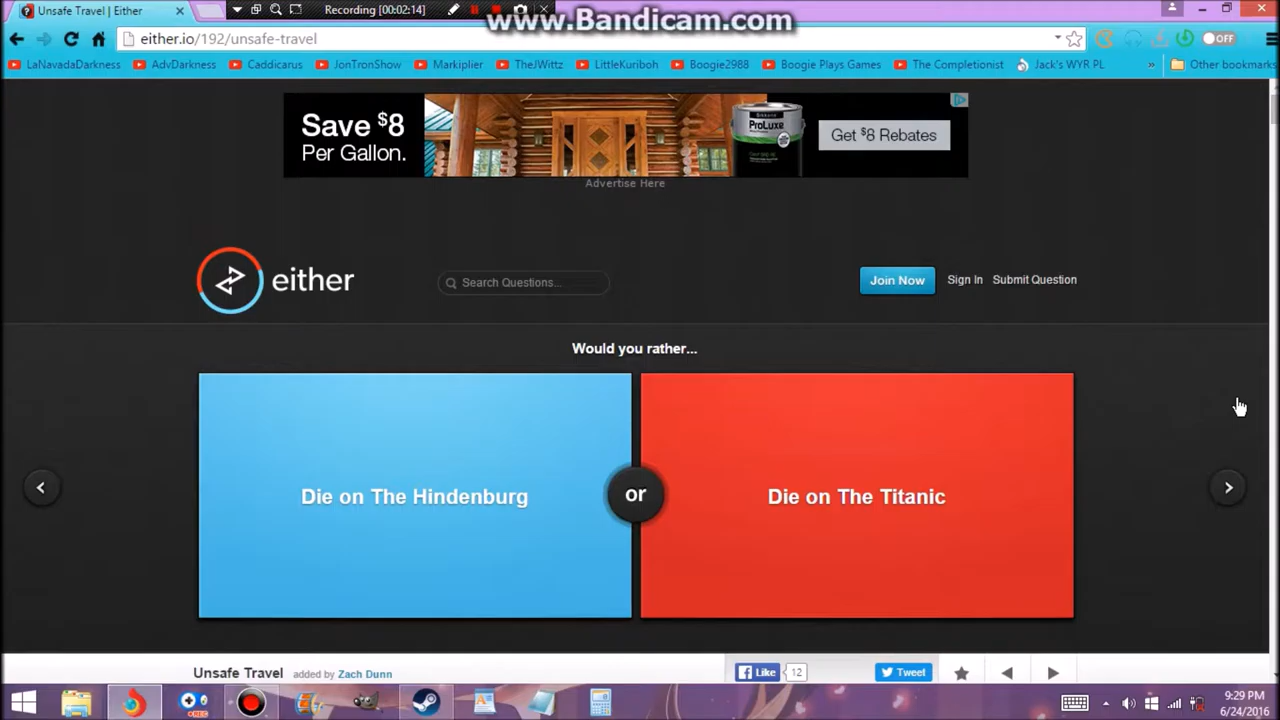 Unsafe Travel | Either
Recording [00:02:14]
www.Bandicam.com
either.io/192/unsafe-travel
OFF
LaNavadaDarkness AdvDarkness Caddicarus JonTronShow Markiplier TheJWittz LittleKuriboh Boogie2988 Boogie Plays Games The Completionist Jack's WYR PL » Other bookmarks
Save $8
Per Gallon.
PROLUXE
Get $8 Rebates
Advertise Here
either
Search Questions...
Join Now Sign In Submit Question
Would you rather...
Die on The Hindenburg
or
Die on The Titanic
Unsafe Travel added by Zach Dunn
Like 12
Tweet
9:29 PM
6/24/2016